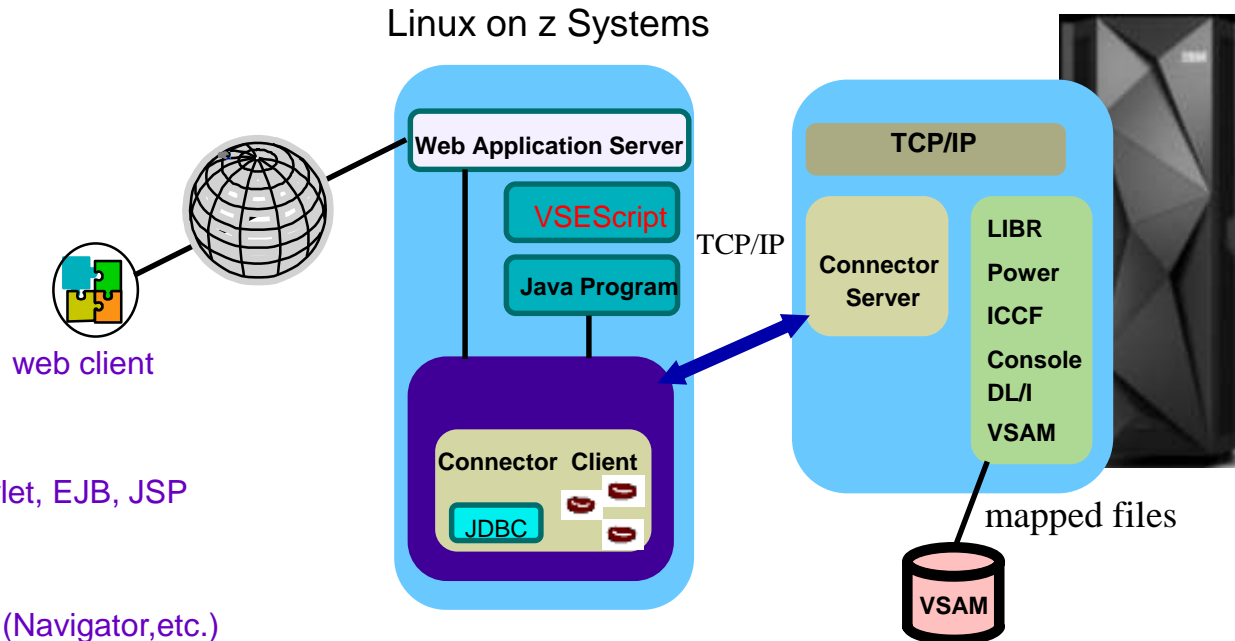 Linux on z Systems
Web Application Server
VSEScript
Java Program
TCP/IP
TCP/IP
Connector
Server
LIBR
Power
ICCF
Console
DL/I
VSAM
web client
Connector Client
JDBC
let, EJB, JSP
mapped files
VSAM
(Navigator,etc.)